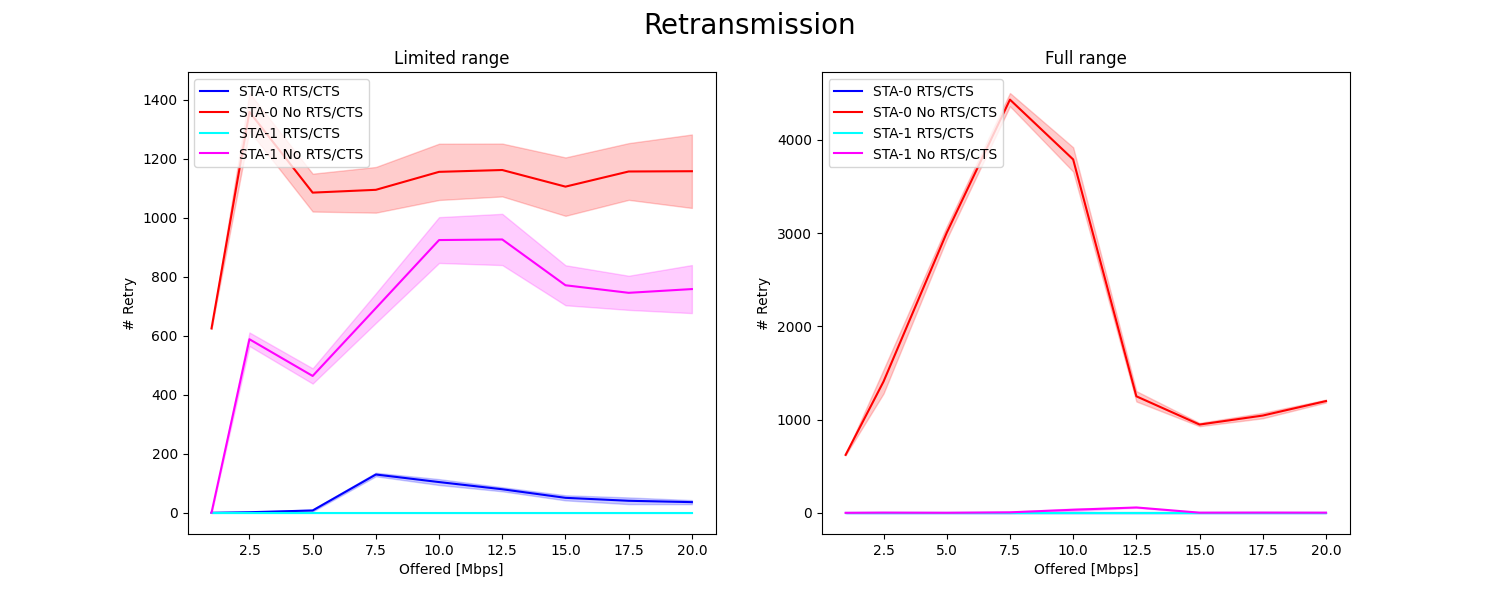 Retransmission
Limited range
STA-0 RTS/CTS
STA-0 No RTS/CTS
STA-1 RTS/CTS
STA-1 No RTS/CTS
# Retry
1400
1200
1000
800
600
400
200
0
2.5 5.0 7.5 10.0 12.5 15.0 17.5 20.0
Offered [Mbps]
Full range
STA-0 RTS/CTS
STA-0 No RTS/CTS
STA-1 RTS/CTS
STA-1 No RTS/CTS
# Retry
4000
3000
2000
1000
0
2.5 5.0 7.5 10.0 12.5 15.0 17.5 20.0
Offered [Mbps]